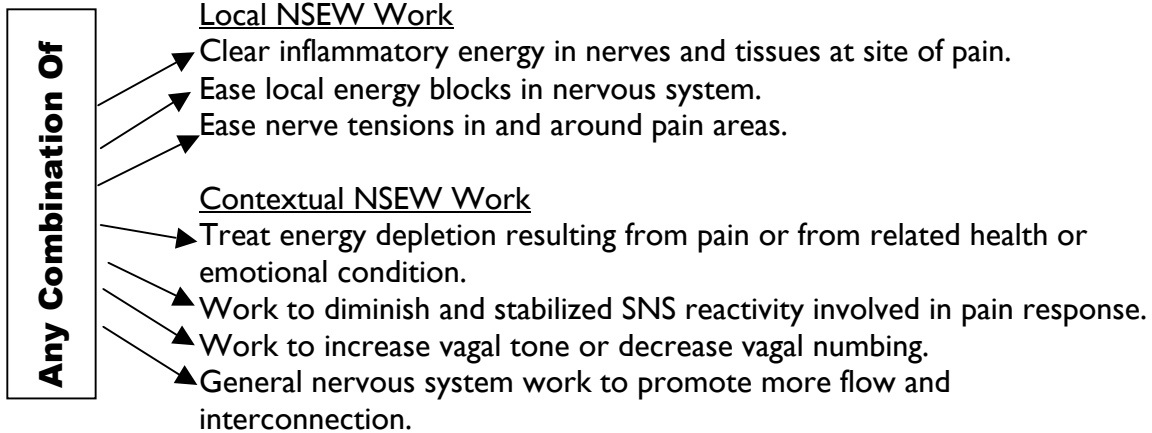 Any Combination Of
Local NSEW Work
Clear inflammatory energy in nerves and tissues at site of pain.
Ease local energy blocks in nervous system.
Ease nerve tensions in and around pain areas.
Contextual NSEW Work
Treat energy depletion resulting from pain or from related health or
emotional condition.
Work to diminish and stabilized SNS reactivity involved in pain response.
Work to increase vagal tone or decrease vagal numbing.
General nervous system work to promote more flow and
interconnection.